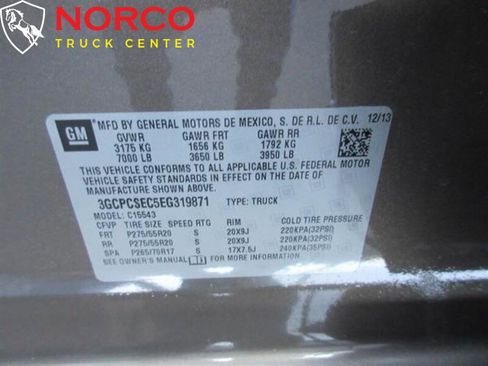 NORCO
TRUCK CENTER
GM
MFD BY GENERAL MOTORS DE MEXICO, S. DE R.L. DE C.V. 12/13
GVWR GAWR FRT GAWR RR
3175 KG 1656 KG 1792 KG
7000 LB 3650 LB 3950 LB
THIS VEHICLE CONFORMS TO ALL APPLICABLE U.S. FEDERAL MOTOR
VEHICLE SAFETY, BUMPER, AND THEFT PREVENTION
STANDARDS IN EFFECT ON THE DATE OF
MANUFACTURE SHOWN ABOVE.
3GCPCSEC5EG319871 TYPE: TRUCK
MODEL: C15543
CFVP TIRE SIZE SPEED RTG RIM COLD TIRE PRESSURE
FRT P275/55R20 S 20X9J 220KPA(32PSI)
RR P275/55R20 S 20X9J 220KPA(32PSI)
SPA P265/70R17 S 17X7.5J 240KPA(35PSI)
SEE OWNER'S MANUAL FOR MORE INFORMATION.